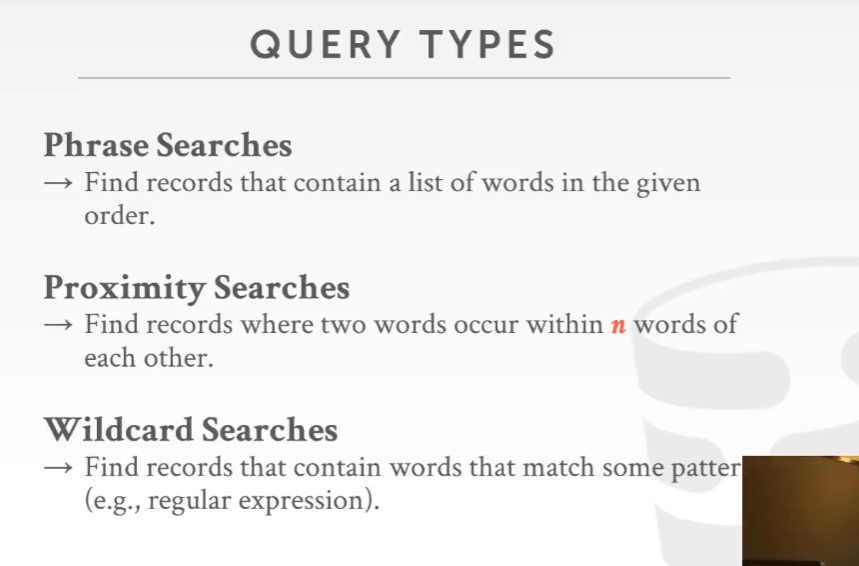 QUERY TYPES
Phrase Searches
→ Find records that contain a list of words in the given
order.
Proximity Searches
→ Find records where two words occur within n words of
each other.
Wildcard Searches
→ Find records that contain words that match some patter
(e.g., regular expression).